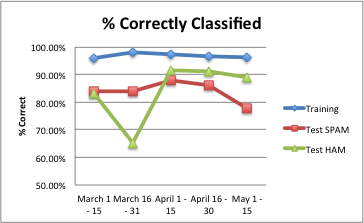 % Correctly Classified
100.00%
90.00%
80.00%
70.00%
60.00%
50.00%
% Correct
March 1 - 15
March 16 - 31
April 1 - 15
April 16 - 30
May 1 - 15
Training
Test SPAM
Test HAM